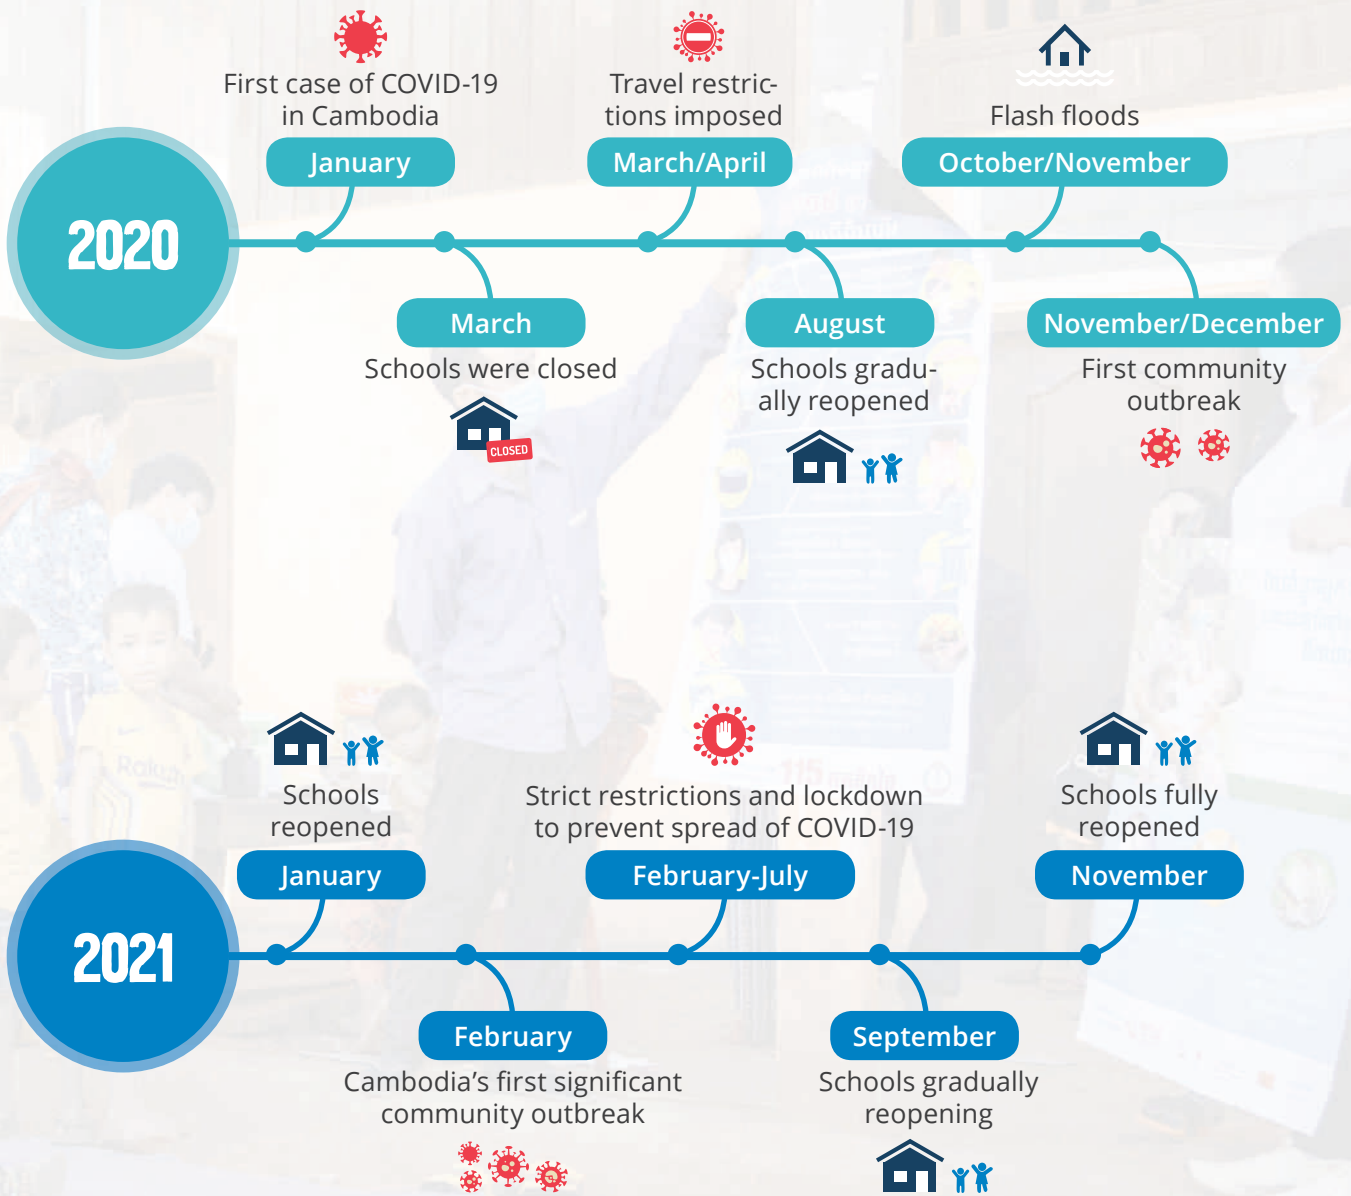 First case of COVID-19
in Cambodia
January
Travel restric-
tions imposed
March/April
Flash floods
October/November
2020
March
Schools were closed
CLOSED
August
Schools gradu-
ally reopened
November/December
First community
outbreak
Schools
reopened
January
Strict restrictions and lockdown
to prevent spread of COVID-19
February-July
Schools fully
reopened
November
2021
February
Cambodia’s first significant
community outbreak
September
Schools gradually
reopening
115